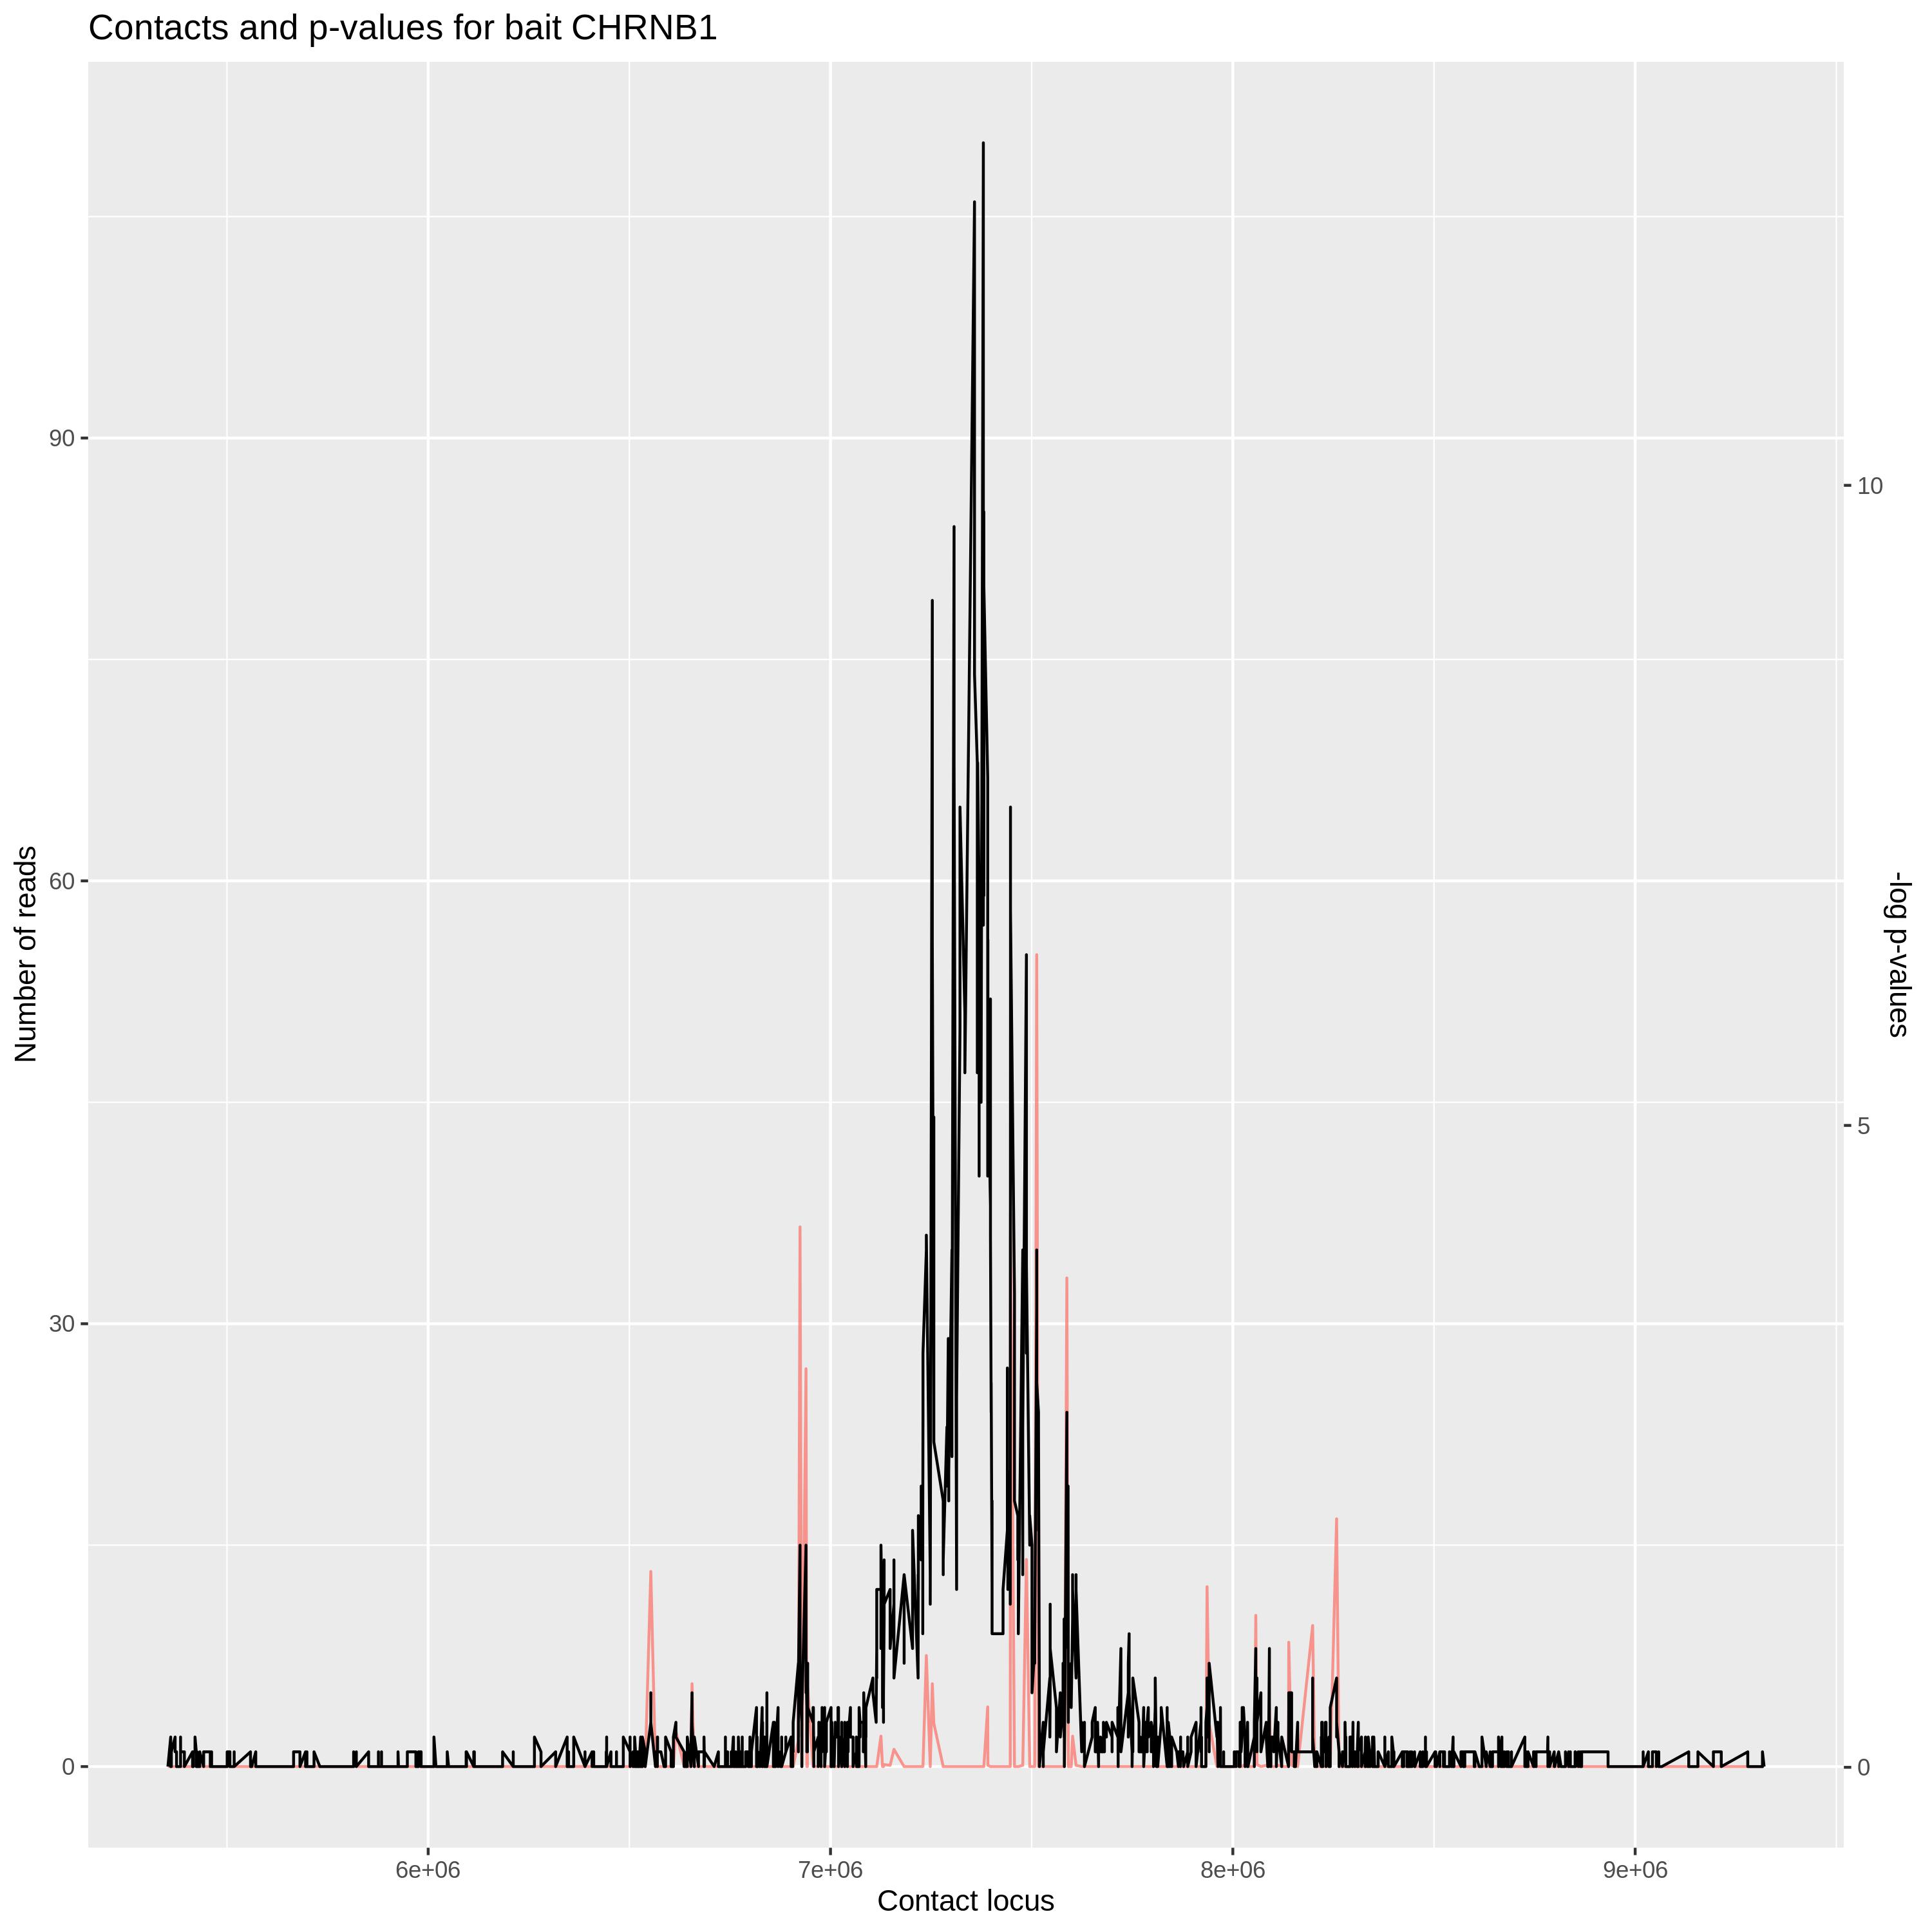 Contacts and p-values for bait CHRNB1
Number of reads
90
60
30
0
10
5
0
-log p-values
6e+06
7e+06
8e+06
9e+06
Contact locus